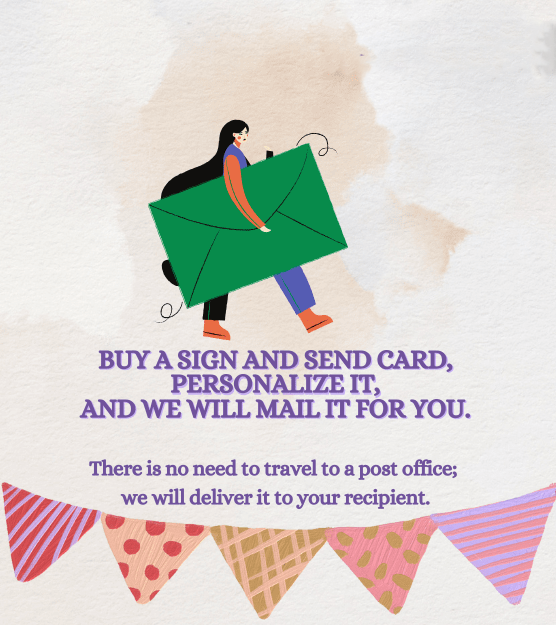 BUY A SIGN AND SEND CARD,
PERSONALIZE IT,
AND WE WILL MAIL IT FOR YOU.
There is no need to travel to a post office;
we will deliver it to your recipient.